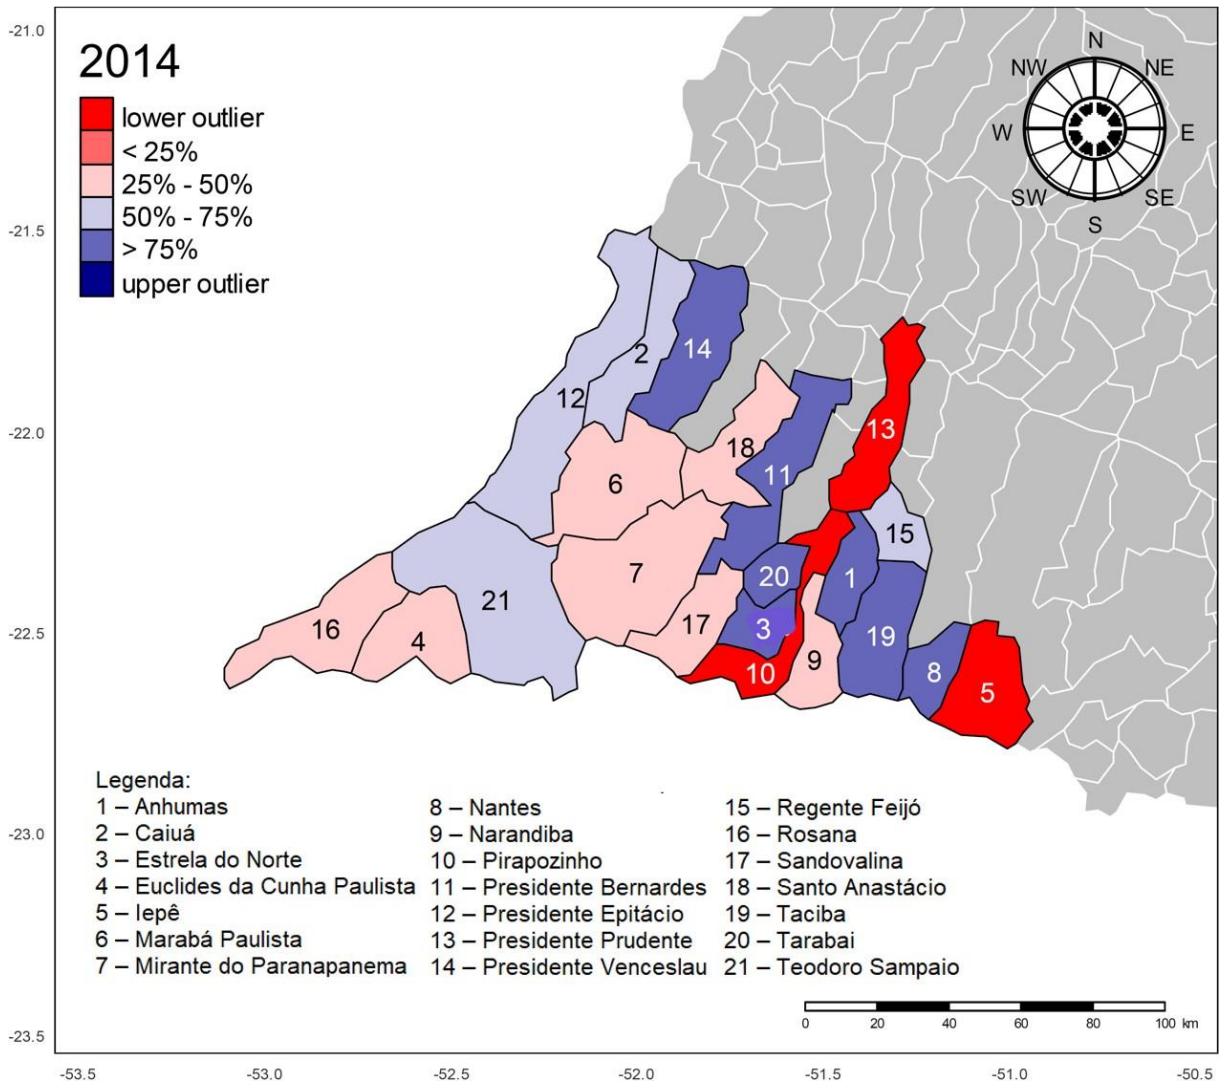 -21.0
-21.5
-22.0
-22.5
-23.0
-23.5
2014
lower outlier
< 25%
25% - 50%
50% - 75%
> 75%
upper outlier
N
NW NE
W E
SW SE
S
2
14
12
13
18
11
6
15
7
20
1
21
16
4
17
3
19
9
10
8
5
Legenda:
1 – Anhumas
2 – Caiuá
3 – Estrela do Norte
4 – Euclides da Cunha Paulista
5 – Iepê
6 – Marabá Paulista
7 – Mirante do Paranapanema
8 – Nantes
9 – Narandiba
10 – Pirapozinho
11 – Presidente Bernardes
12 – Presidente Epitácio
13 – Presidente Prudente
14 – Presidente Venceslau
15 – Regente Feijó
16 – Rosana
17 – Sandovalina
18 – Santo Anastácio
19 – Taciba
20 – Tarabai
21 – Teodoro Sampaio
0 20 40 60 80 100 km
-53.5 -53.0 -52.5 -52.0 -51.5 -51.0 -50.5